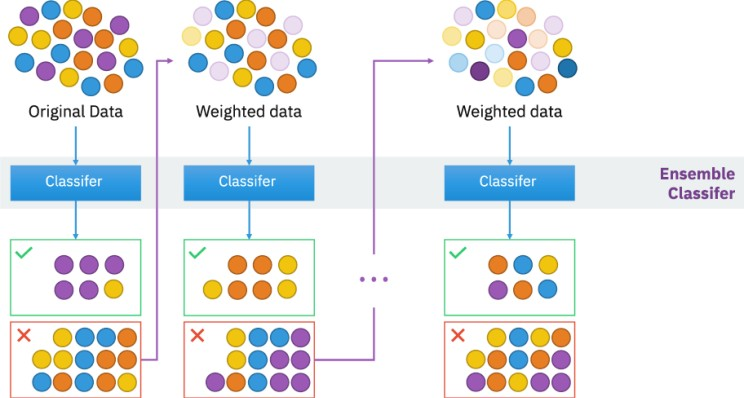 Original Data
Weighted data
Weighted data
Classifer
Classifer
Classifer
Ensemble
Classifer
...